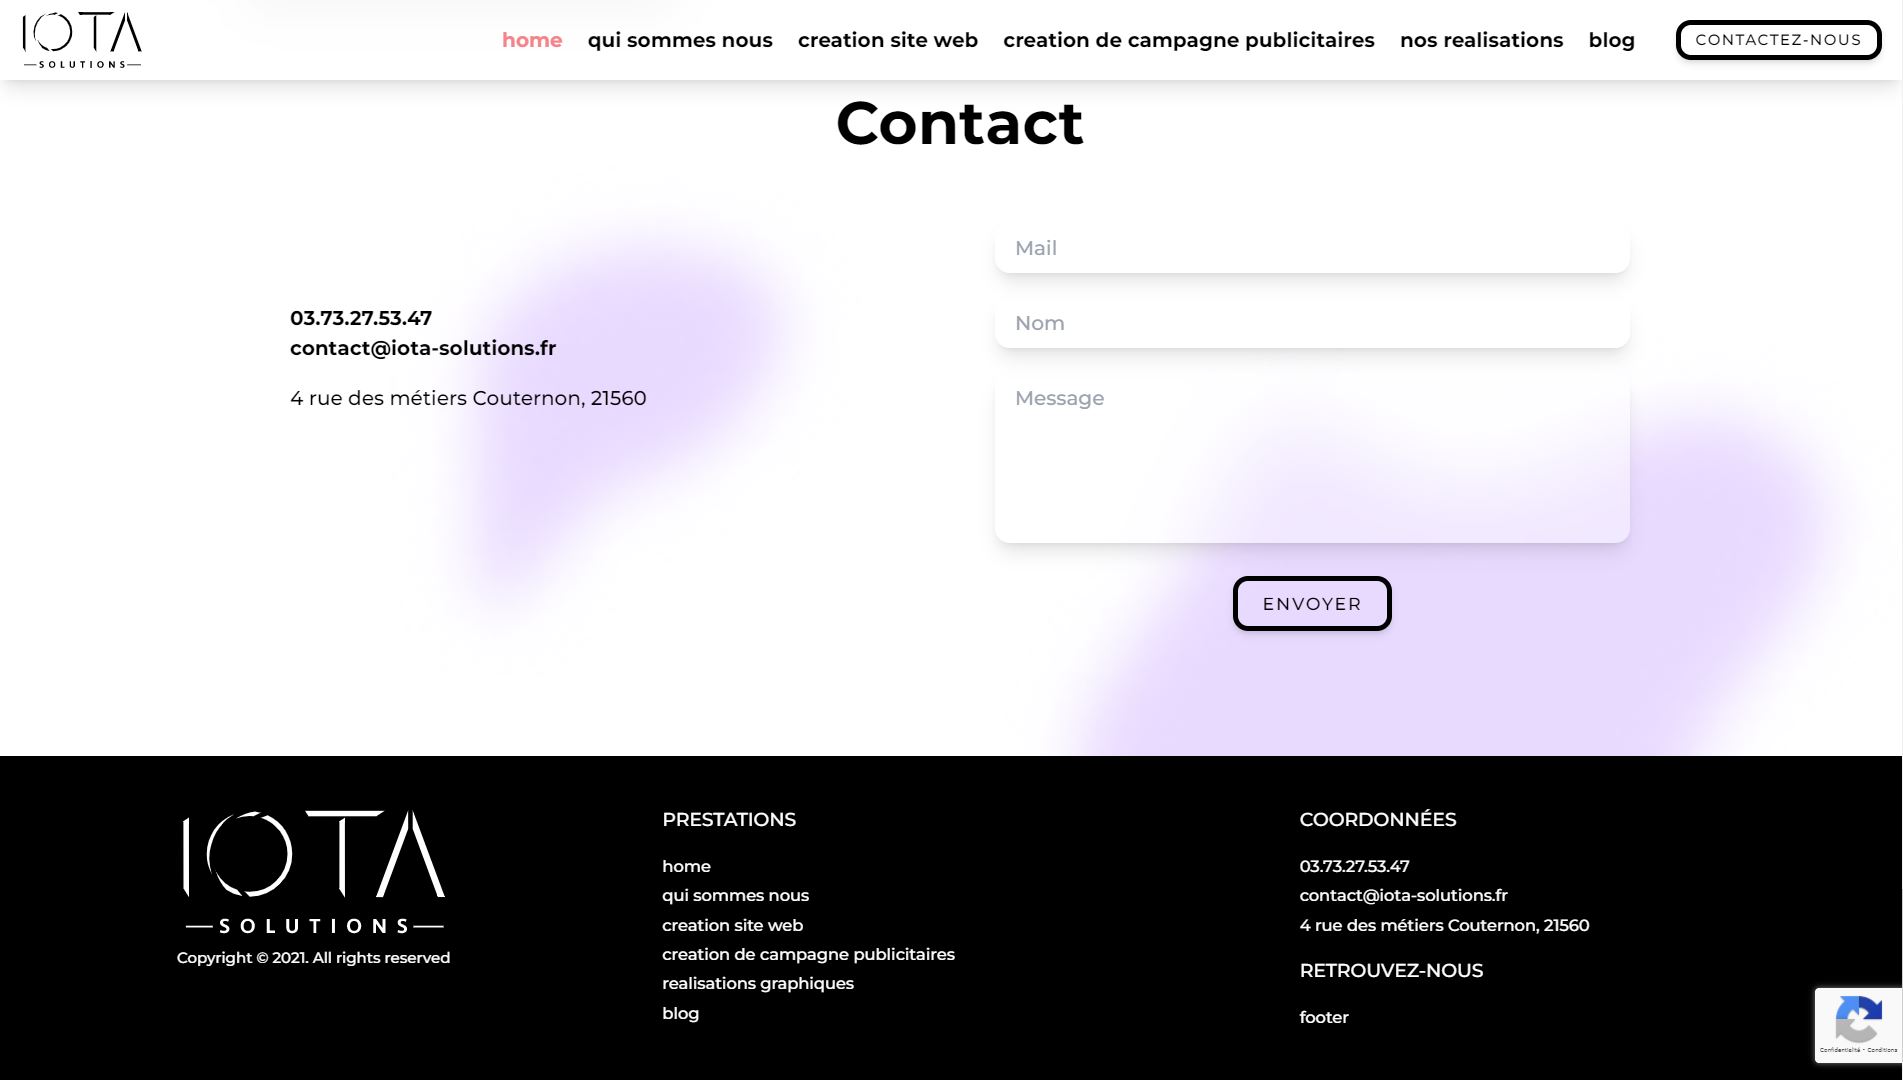 IOTA
SOLUTIONS
home
qui sommes nous
creation site web
creation de campagne publicitaires
nos realisations
blog
CONTACTEZ-NOUS
Contact
03.73.27.53.47
contact@iota-solutions.fr
4 rue des métiers Couternon, 21560
Mail
Nom
Message
ENVOYER
IOTA
SOLUTIONS
Copyright © 2021. All rights reserved
PRESTATIONS
home
qui sommes nous
creation site web
creation de campagne publicitaires
realisations graphiques
blog
COORDONNÉES
03.73.27.53.47
contact@iota-solutions.fr
4 rue des métiers Couternon, 21560
RETROUVEZ-NOUS
footer
Confidentialité - Conditions